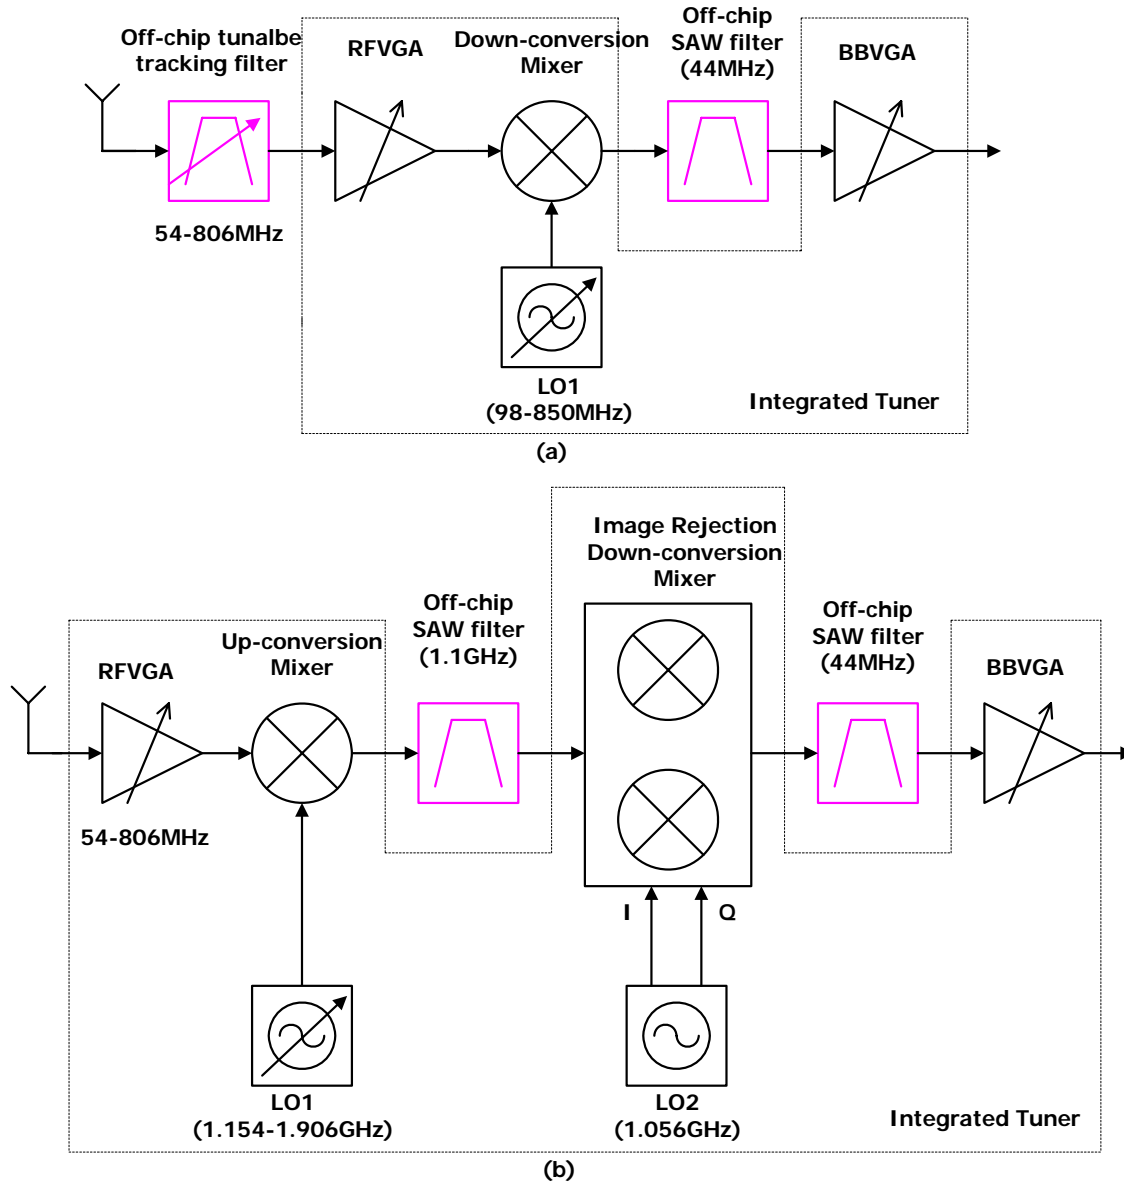 Off-chip tunalbe
tracking filter
RFVGA
Down-conversion
Mixer
Off-chip
SAW filter
(44MHz)
BBVGA
54-806MHz
LO1
(98-850MHz)
Integrated Tuner
(a)
Image Rejection
Down-conversion
Mixer
Off-chip
SAW filter
(1.1GHz)
Off-chip
SAW filter
(44MHz)
Up-conversion
Mixer
RFVGA
BBVGA
54-806MHz
I
Q
LO1
(1.154-1.906GHz)
LO2
(1.056GHz)
Integrated Tuner
(b)